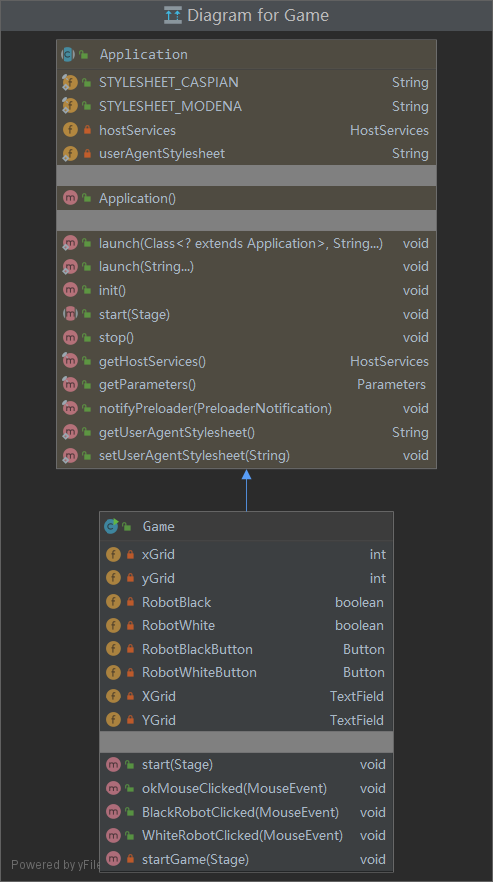 Diagram for Game
Application
STYLESHEET_CASPIAN String
STYLESHEET_MODENA String
hostServices HostServices
userAgentStylesheet String
Application()
launch(Class<? extends Application>, String...) void
launch(String...) void
init() void
start(Stage) void
stop() void
getHostServices() HostServices
getParameters() Parameters
notifyPreloader(PreloaderNotification) void
getUserAgentStylesheet() String
setUserAgentStylesheet(String) void
Game
xGrid int
yGrid int
RobotBlack boolean
RobotWhite boolean
RobotBlackButton Button
RobotWhiteButton Button
XGrid TextField
YGrid TextField
start(Stage) void
okMouseClicked(MouseEvent) void
BlackRobotClicked(MouseEvent) void
WhiteRobotClicked(MouseEvent) void
startGame(Stage) void
Powered by yFile